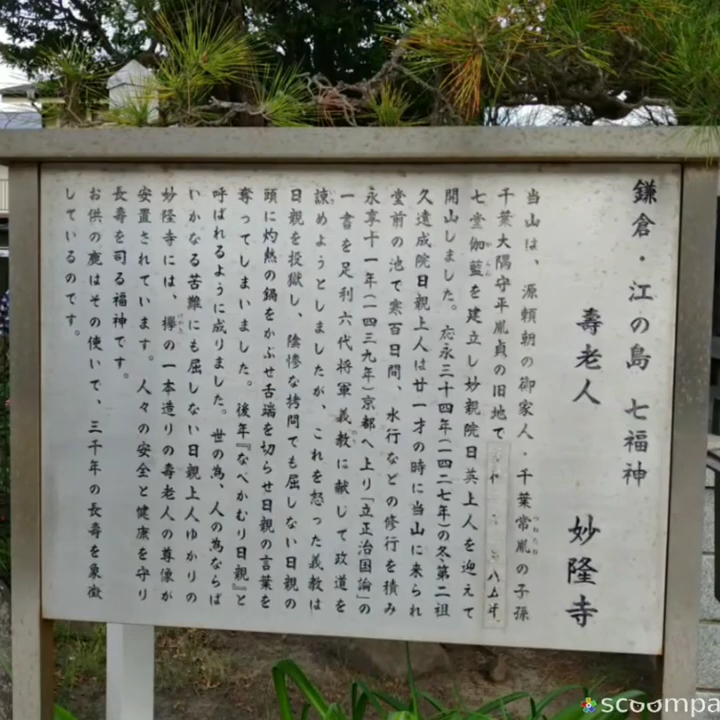 鎌倉・江の島 七福神
壽老人 妙隆寺
当山は、源頼朝の御家人・千葉常胤の子孫
つねたね
千葉大隅守平胤貞の旧地で
七堂伽藍を建立し妙親院日英上人を迎えて
がらん
開山しました。応永三十四年(一四二七年)の冬第二祖
久遠成院日親上人は廿一才の時に当山に来られ
堂前の池で寒百日間、水行などの修行を積み
永享十一年(一四三九年)京都へ上り「立正治国論」の
一書を足利六代将軍義教に献して政道を
諫めようとしましたが、これを怒った義教は
日親を投獄し、陰惨な拷問でも屈しない日親の
頭に灼熱の鍋をかぶせ舌端を切らせ日親の言葉を
奪ってしまいました。後年『なべかむり日親』と
呼ばれるように成りました。世の為、人の為ならば
いかなる苦難にも屈しない日親上人ゆかりの
妙隆寺には、欅の一本造りの壽老人の尊像が
けやき
安置されています。人々の安全と健康を守り
長壽を司る福神です。
お供の鹿はその使いで、三千年の長壽を象徴
しているのです。
scoompa